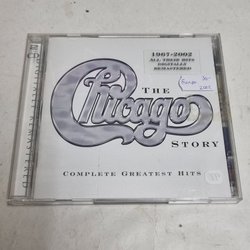 1967-2002
ALL THEIR HITS
DIGITALLY
REMASTERED
THE
Chicago
STORY
COMPLETE GREATEST HITS